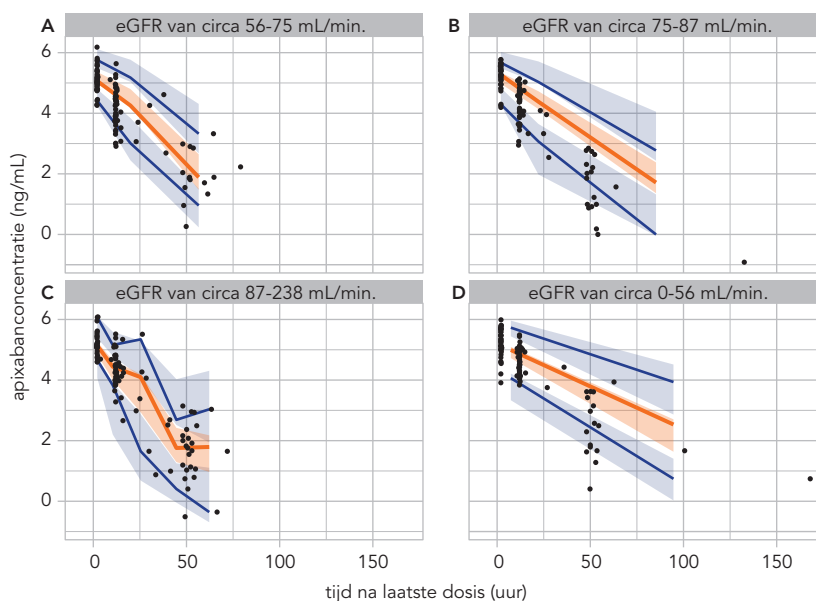 A
eGFR van circa 56-75 mL/min.
B
eGFR van circa 75-87 mL/min.
6
4
2
0
C
eGFR van circa 87-238 mL/min.
D
eGFR van circa 0-56 mL/min.
6
4
2
0
apixabanconcentratie (ng/mL)
0 50 100 150
0 50 100 150
tijd na laatste dosis (uur)